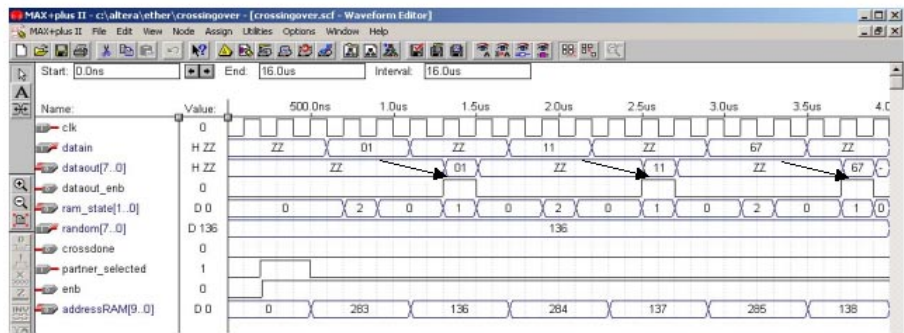 MAX+plus II - c:\altera\ether\crossingover - [crossingover.scf - Waveform Editor]
MAX+plus II File Edit View Node Assign Utilities Options Window Help
Start: 0.0ns End: 16.0us Interval: 16.0us
Name: Value: 500.0ns 1.0us 1.5us 2.0us 2.5us 3.0us 3.5us 4.0
clk 0
datain H ZZ ZZ 01 ZZ 11 ZZ 67 ZZ
dataout[7..0] H ZZ ZZ 01 ZZ 11 ZZ 67
dataout_enb 0
ram_state[1..0] D 0 0 2 0 1 0 2 0 1 0 2 0 1 0
random[7..0] D 136 136
crossdone 0
partner_selected 1
enb 0
addressRAM[9..0] D 0 0 283 136 284 137 285 138